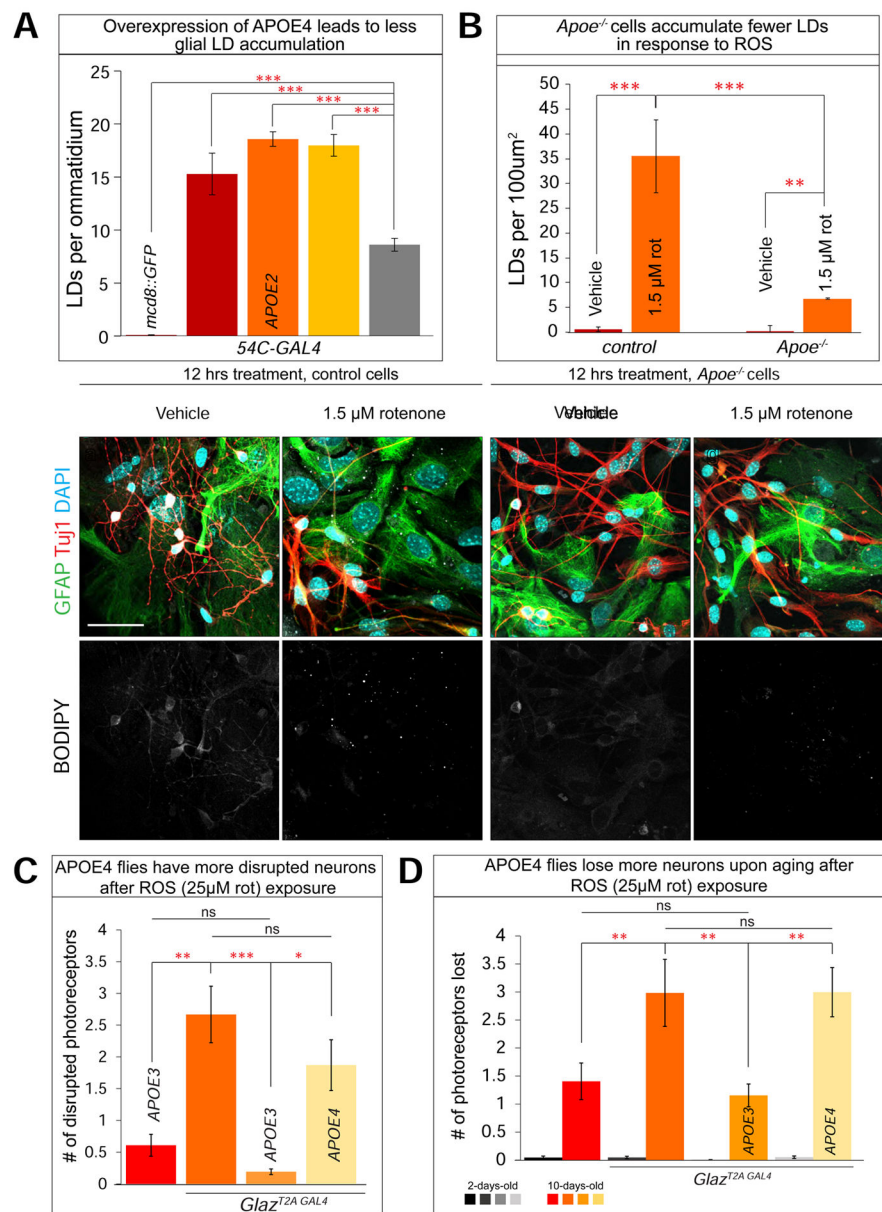 A
Overexpression of APOE4 leads to less
glial LD accumulation
25
20
15
10
5
0
LDs per ommatidium
***
***
***
***
mcd8::GFP
APOE2
54C-GAL4
B
Apoe-/- cells accumulate fewer LDs
in response to ROS
50
45
40
35
30
25
20
15
10
5
0
LDs per 100um2
***
***
**
Vehicle
1.5 µM rot
Vehicle
1.5 µM rot
control
Apoe-/-
12 hrs treatment, control cells
12 hrs treatment, Apoe-/- cells
Vehicle
1.5 µM rotenone
Vehicle
1.5 µM rotenone
GFAP Tuj1 DAPI
BODIPY
C
APOE4 flies have more disrupted neurons
after ROS (25µM rot) exposure
ns
ns
4
3.5
3
2.5
2
1.5
1
0.5
0
# of disrupted photoreceptors
**
***
*
APOE3
APOE3
APOE4
GlazT2A GAL4
D
APOE4 flies lose more neurons upon aging after
ROS (25µM rot) exposure
ns
ns
4
3.5
3
2.5
2
1.5
1
0.5
0
# of photoreceptors lost
**
**
**
APOE3
APOE4
GlazT2A GAL4
2-days-old
10-days-old